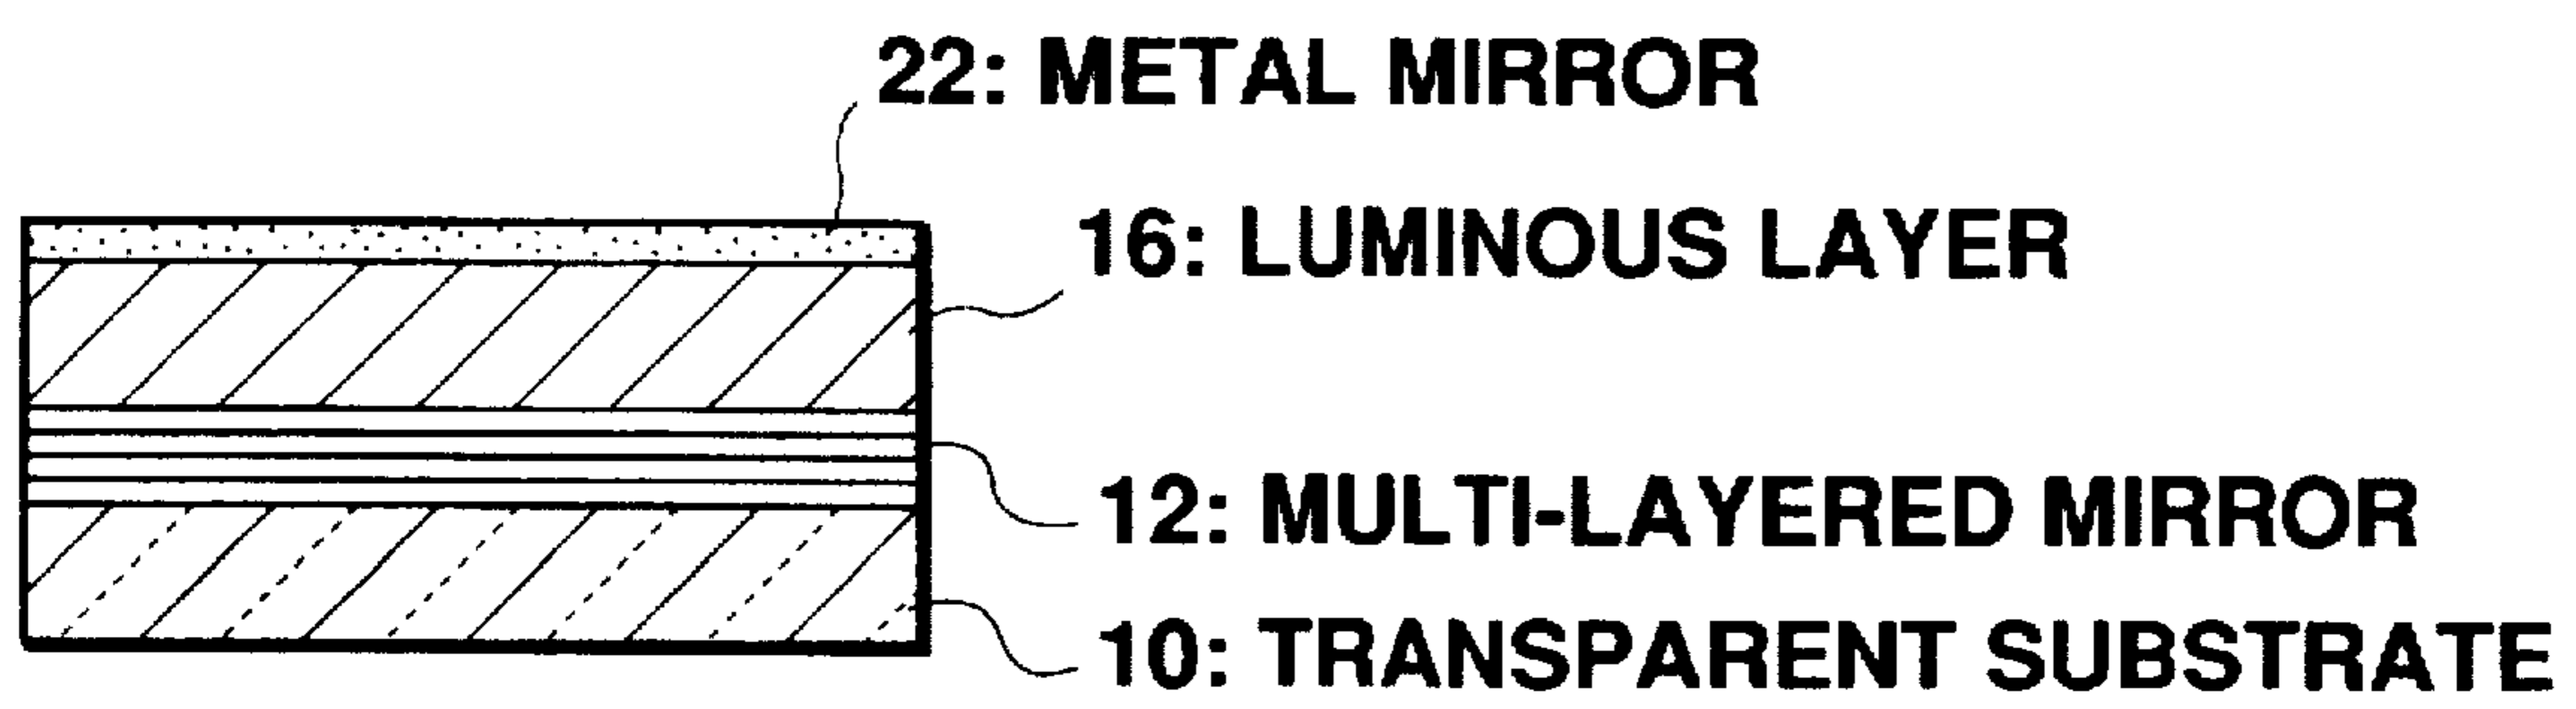 22: METAL MIRROR
16: LUMINOUS LAYER
12: MULTI-LAYERED MIRROR
10: TRANSPARENT SUBSTRATE